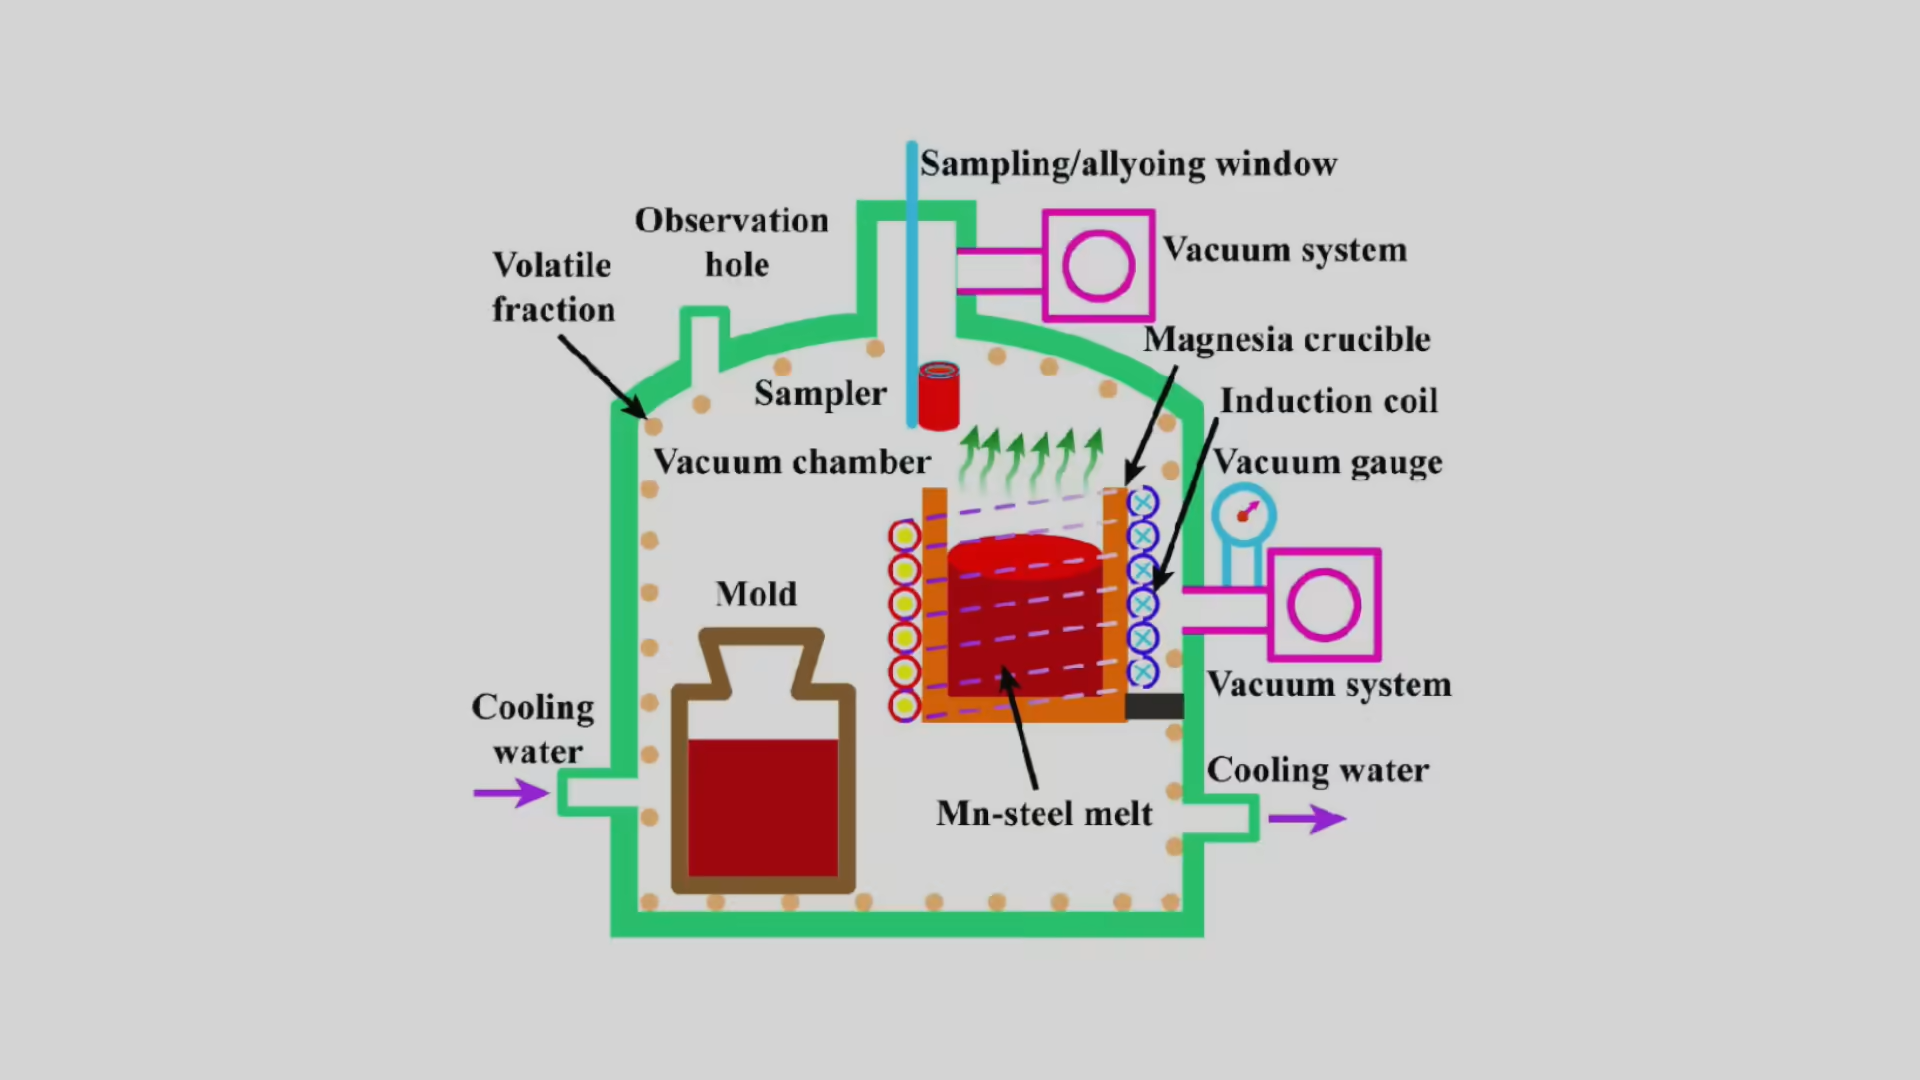 Sampling/allyoing window
Observation
hole
Vacuum system
Volatile
fraction
Magnesia crucible
Sampler
Induction coil
Vacuum chamber
Vacuum gauge
Mold
Vacuum system
Cooling
water
Cooling water
Mn-steel melt